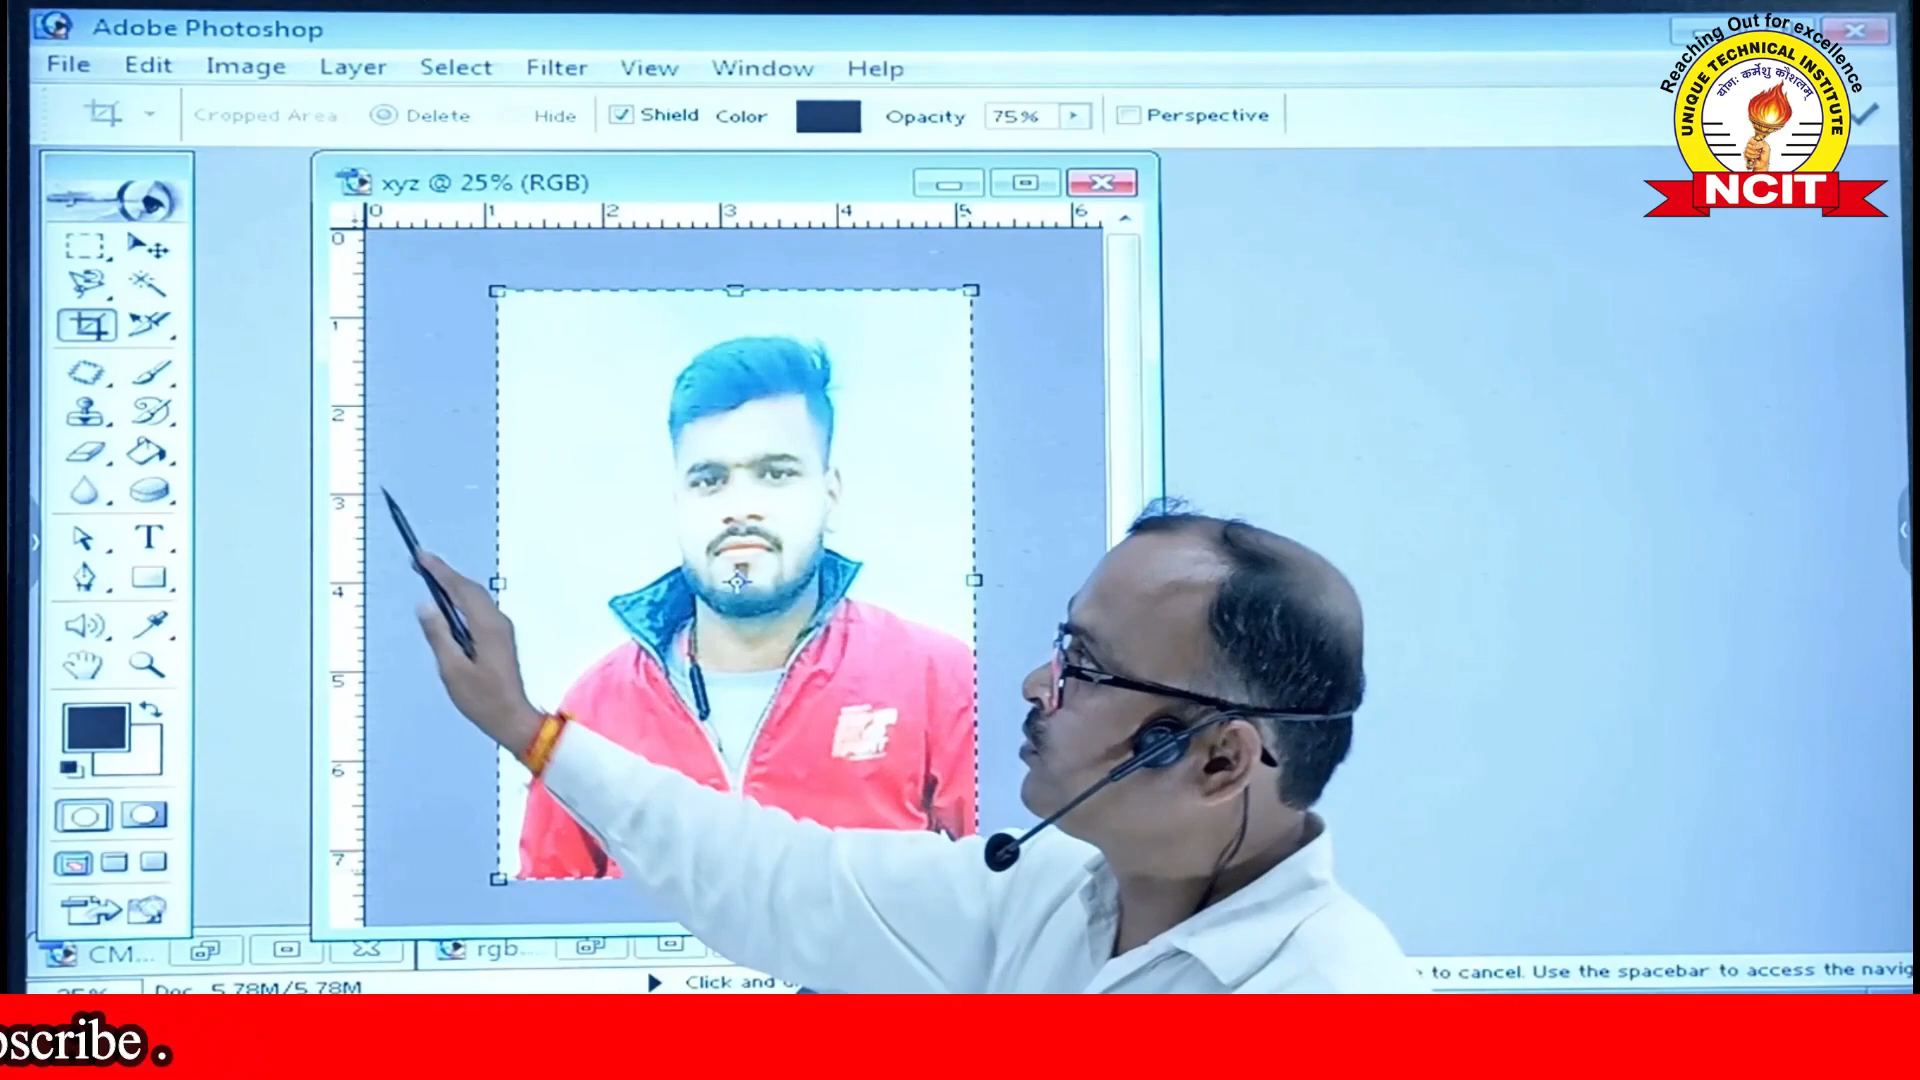 Adobe Photoshop
File Edit Image Layer Select Filter View Window Help
Cropped Area Delete Hide Shield Color Opacity 75% Perspective
Reaching Out for excellence
UNIQUE TECHNICAL INSTITUTE
योगः कर्मशु कौशलम्
NCIT
xyz @ 25% (RGB)
0 1 2 3 4 5 6
0
1
2
3
4
5
6
7
T
CM... rgb...
25% Doc 5.78M/5.78M Click and to cancel. Use the spacebar to access the navig
bscribe .